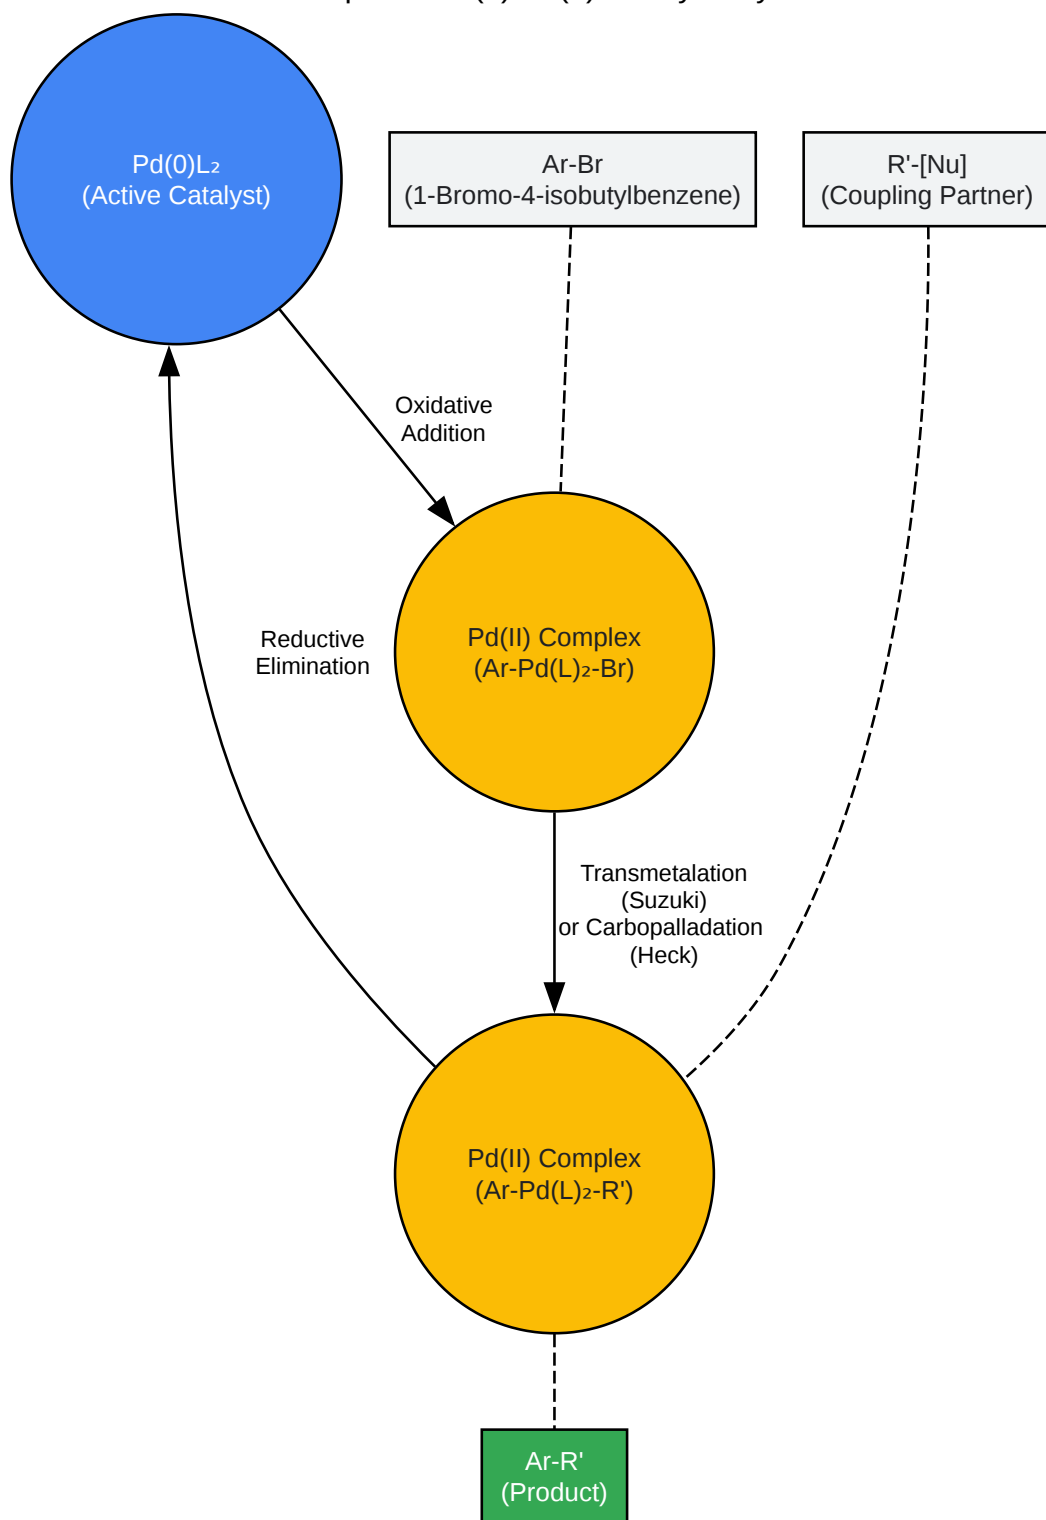 Pd(0)L₂
(Active Catalyst)
Ar-Br
(1-Bromo-4-isobutylbenzene)
R'-[Nu]
(Coupling Partner)
Oxidative
Addition
Reductive
Elimination
Pd(II) Complex
(Ar-Pd(L)₂-Br)
Transmetalation
(Suzuki)
or Carbopalladation
(Heck)
Pd(II) Complex
(Ar-Pd(L)₂-R')
Ar-R'
(Product)